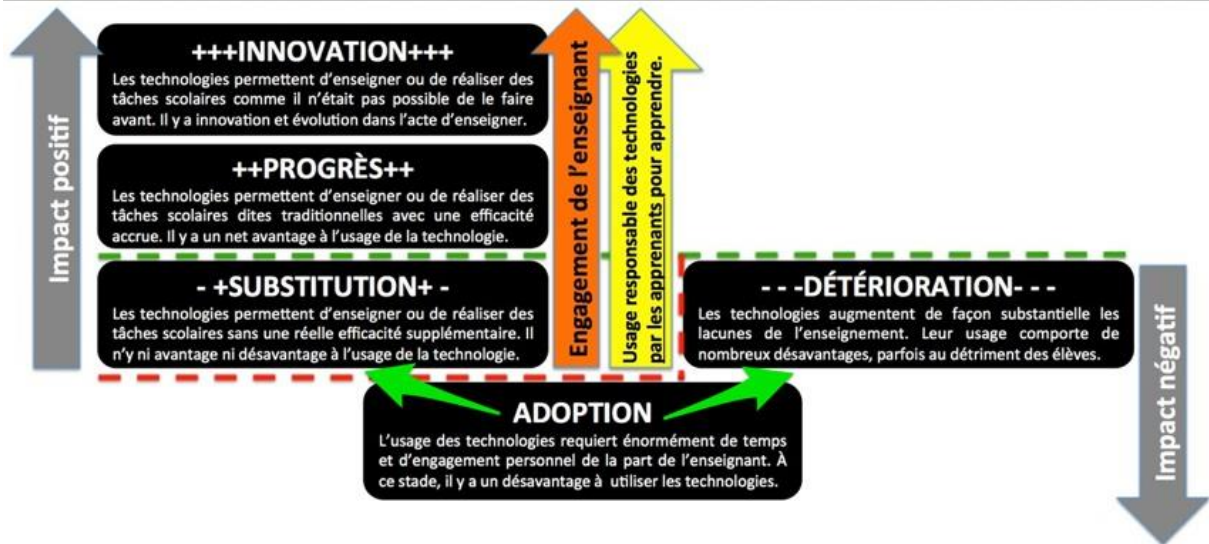 Impact positif
+++INNOVATION+++
Les technologies permettent d'enseigner ou de réaliser des
tâches scolaires comme il n'était pas possible de le faire
avant. Il y a innovation et évolution dans l'acte d'enseigner.
++PROGRÈS++
Les technologies permettent d'enseigner ou de réaliser des
tâches scolaires dites traditionnelles avec une efficacité
accrue. Il y a un net avantage à l'usage de la technologie.
- +SUBSTITUTION+ -
Les technologies permettent d'enseigner ou de réaliser des
tâches scolaires sans une réelle efficacité supplémentaire. Il
n'y ni avantage ni désavantage à l'usage de la technologie.
Engagement de l'enseignant
Usage responsable des technologies
par les apprenants pour apprendre.
- - -DÉTÉRIORATION- - -
Les technologies augmentent de façon substantielle les
lacunes de l'enseignement. Leur usage comporte de
nombreux désavantages, parfois au détriment des élèves.
Impact négatif
ADOPTION
L'usage des technologies requiert énormément de temps
et d'engagement personnel de la part de l'enseignant. À
ce stade, il y a un désavantage à utiliser les technologies.